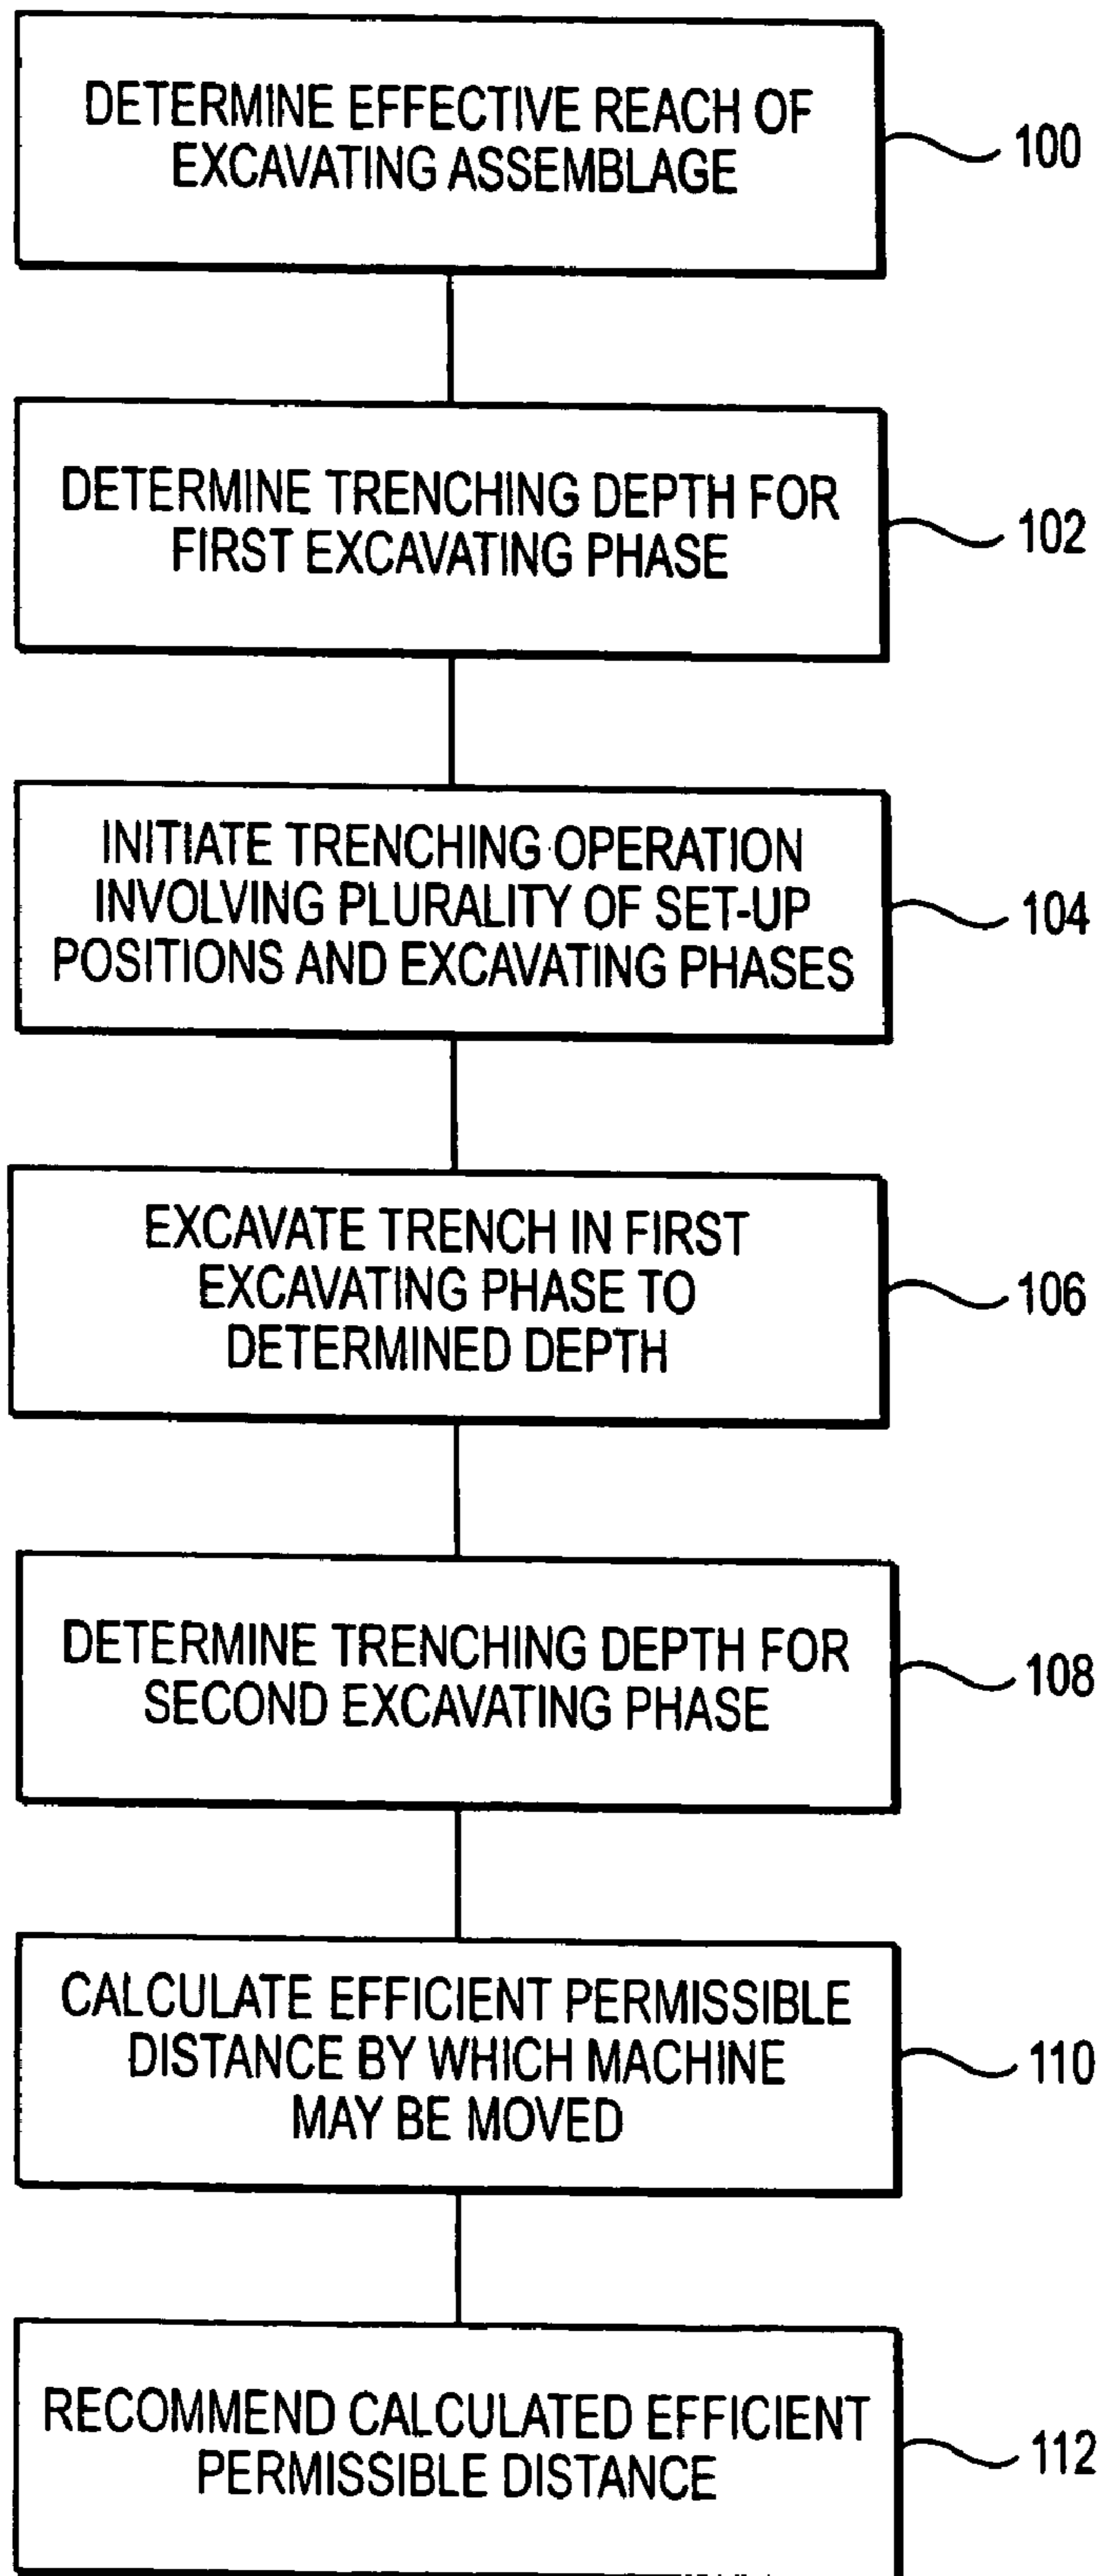 DETERMINE EFFECTIVE REACH OF
EXCAVATING ASSEMBLAGE
100
DETERMINE TRENCHING DEPTH FOR
FIRST EXCAVATING PHASE
102
INITIATE TRENCHING OPERATION
INVOLVING PLURALITY OF SET-UP
POSITIONS AND EXCAVATING PHASES
104
EXCAVATE TRENCH IN FIRST
EXCAVATING PHASE TO
DETERMINED DEPTH
106
DETERMINE TRENCHING DEPTH FOR
SECOND EXCAVATING PHASE
108
CALCULATE EFFICIENT PERMISSIBLE
DISTANCE BY WHICH MACHINE
MAY BE MOVED
110
RECOMMEND CALCULATED EFFICIENT
PERMISSIBLE DISTANCE
112